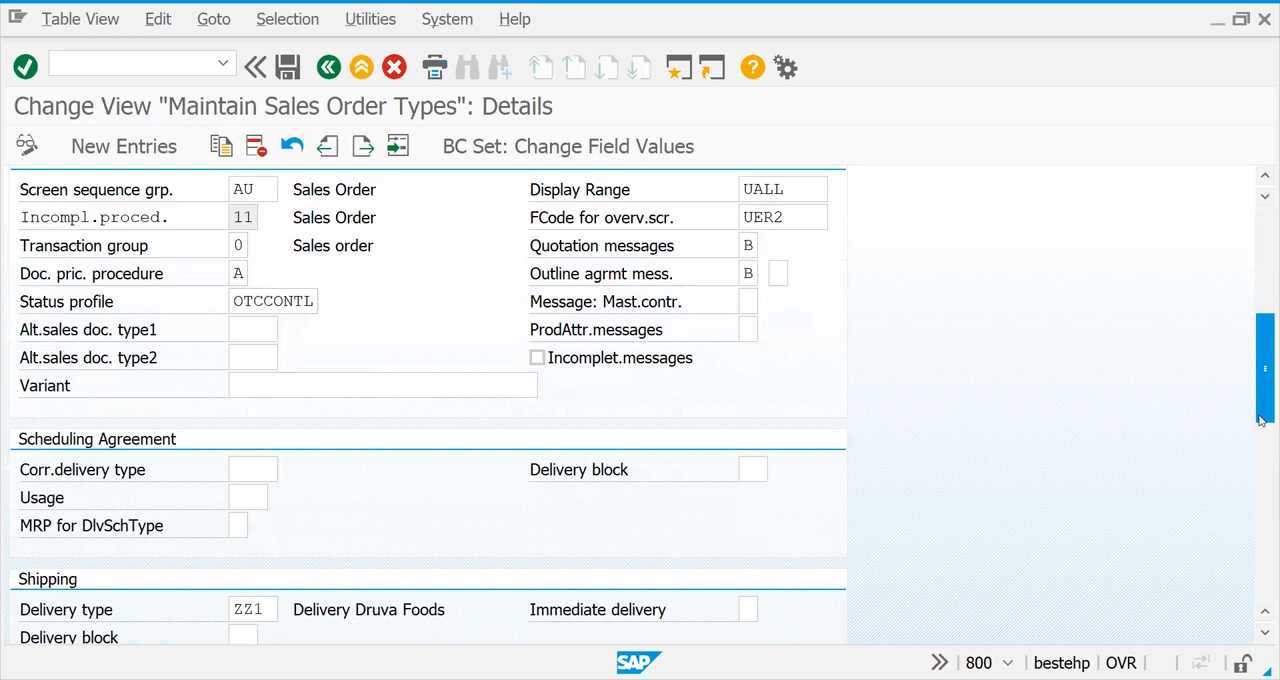 Table View Edit Goto Selection Utilities System Help
Change View "Maintain Sales Order Types": Details
New Entries BC Set: Change Field Values
Screen sequence grp. AU Sales Order Display Range UALL
Incompl.proced. 11 Sales Order FCode for overv.scr. UER2
Transaction group 0 Sales order Quotation messages B
Doc. pric. procedure A Outline agrmt mess. B
Status profile OTCCONTL Message: Mast.contr.
Alt.sales doc. type1 ProdAttr.messages
Alt.sales doc. type2 Incomplet.messages
Variant
Scheduling Agreement
Corr.delivery type Delivery block
Usage
MRP for DlvSchType
Shipping
Delivery type ZZ1 Delivery Druva Foods Immediate delivery
Delivery block
SAP 800 bestehp OVR